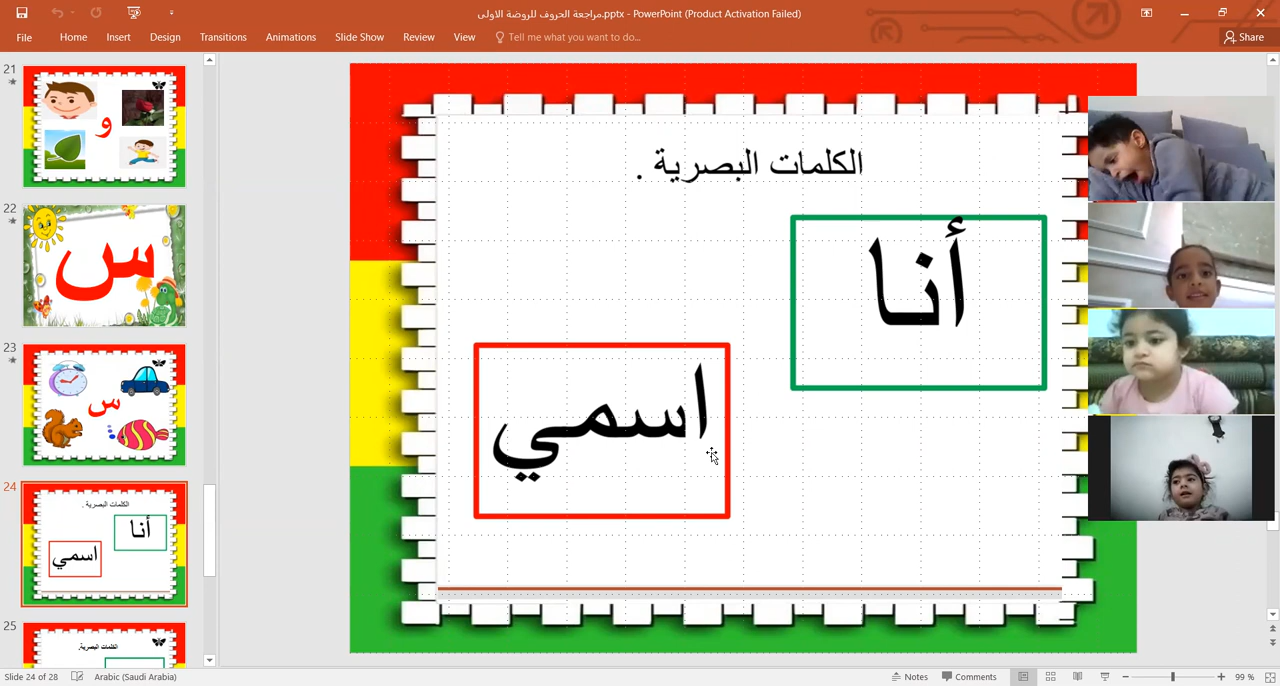 مراجعة الحروف للروضة الاولى.pptx - PowerPoint (Product Activation Failed)
File Home Insert Design Transitions Animations Slide Show Review View Tell me what you want to do... Share
21
و
22
س
23
س
24
الكلمات البصرية .
أنا
اسمي
25
الكلمات البصرية.
الكلمات البصرية .
أنا
اسمي
Slide 24 of 28 Arabic (Saudi Arabia) Notes Comments 99 %